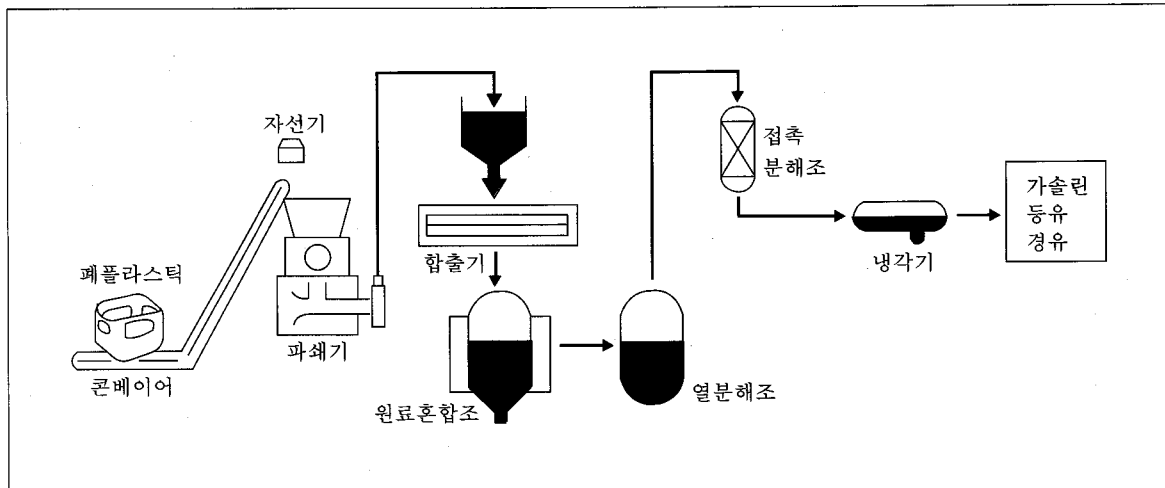 자선기
폐플라스틱
콘베이어
파쇄기
합출기
원료혼합조
열분해조
접촉
분해조
냉각기
가솔린
등유
경유